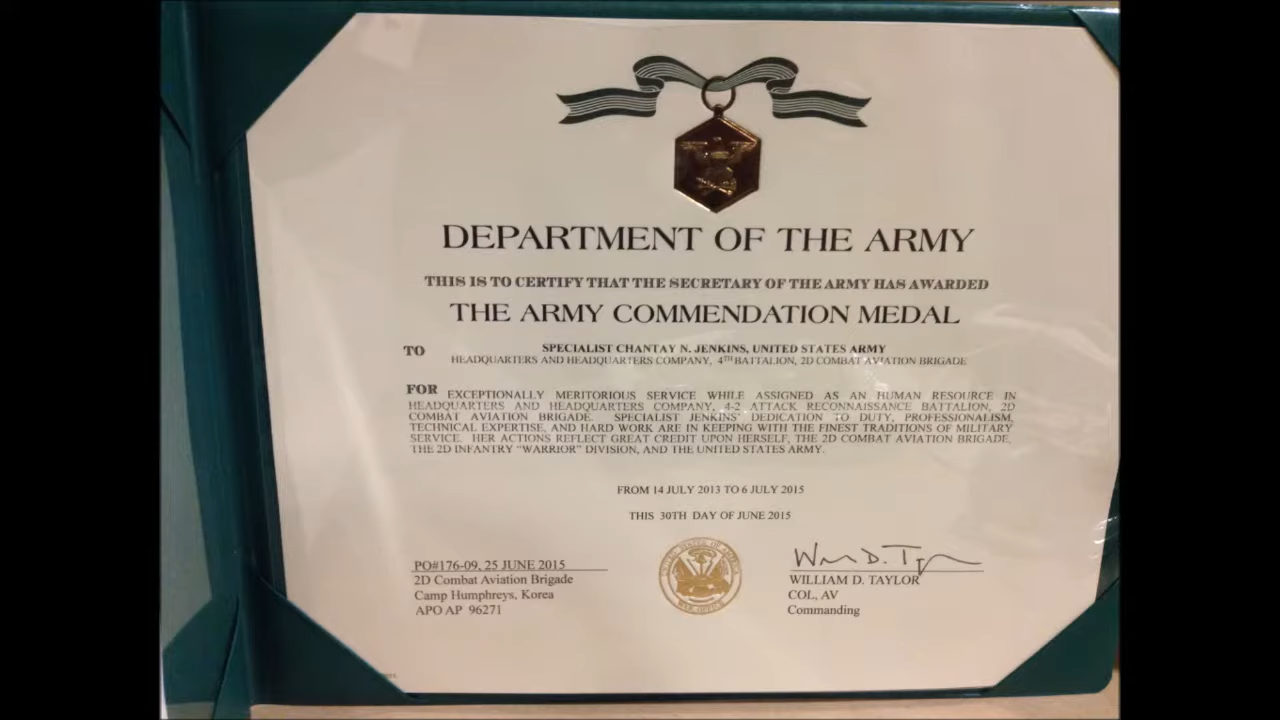 DEPARTMENT OF THE ARMY
THIS IS TO CERTIFY THAT THE SECRETARY OF THE ARMY HAS AWARDED
THE ARMY COMMENDATION MEDAL
TO SPECIALIST CHANTAY N. JENKINS, UNITED STATES ARMY
HEADQUARTERS AND HEADQUARTERS COMPANY, 4TH BATTALION, 2D COMBAT AVIATION BRIGADE
FOR EXCEPTIONALLY MERITORIOUS SERVICE WHILE ASSIGNED AS AN HUMAN RESOURCE IN
HEADQUARTERS AND HEADQUARTERS COMPANY, 4-2 ATTACK RECONNAISSANCE BATTALION, 2D
COMBAT AVIATION BRIGADE. SPECIALIST JENKINS' DEDICATION TO DUTY, PROFESSIONALISM,
TECHNICAL EXPERTISE, AND HARD WORK ARE IN KEEPING WITH THE FINEST TRADITIONS OF MILITARY
SERVICE. HER ACTIONS REFLECT GREAT CREDIT UPON HERSELF, THE 2D COMBAT AVIATION BRIGADE,
THE 2D INFANTRY "WARRIOR" DIVISION, AND THE UNITED STATES ARMY.
FROM 14 JULY 2013 TO 6 JULY 2015
THIS 30TH DAY OF JUNE 2015
PO#176-09, 25 JUNE 2015
2D Combat Aviation Brigade
Camp Humphreys, Korea
APO AP 96271
UNITED STATES OF AMERICA
WAR OFFICE
WILLIAM D. TAYLOR
COL, AV
Commanding